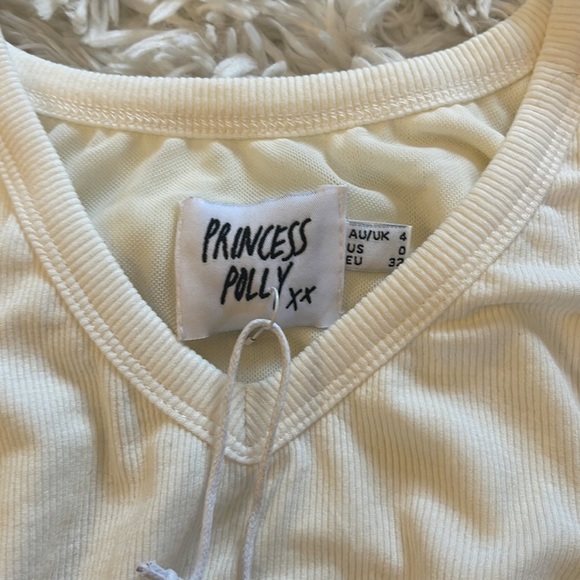 PRINCESS
POLLY xx
AU/UK 4
US 0
EU 32